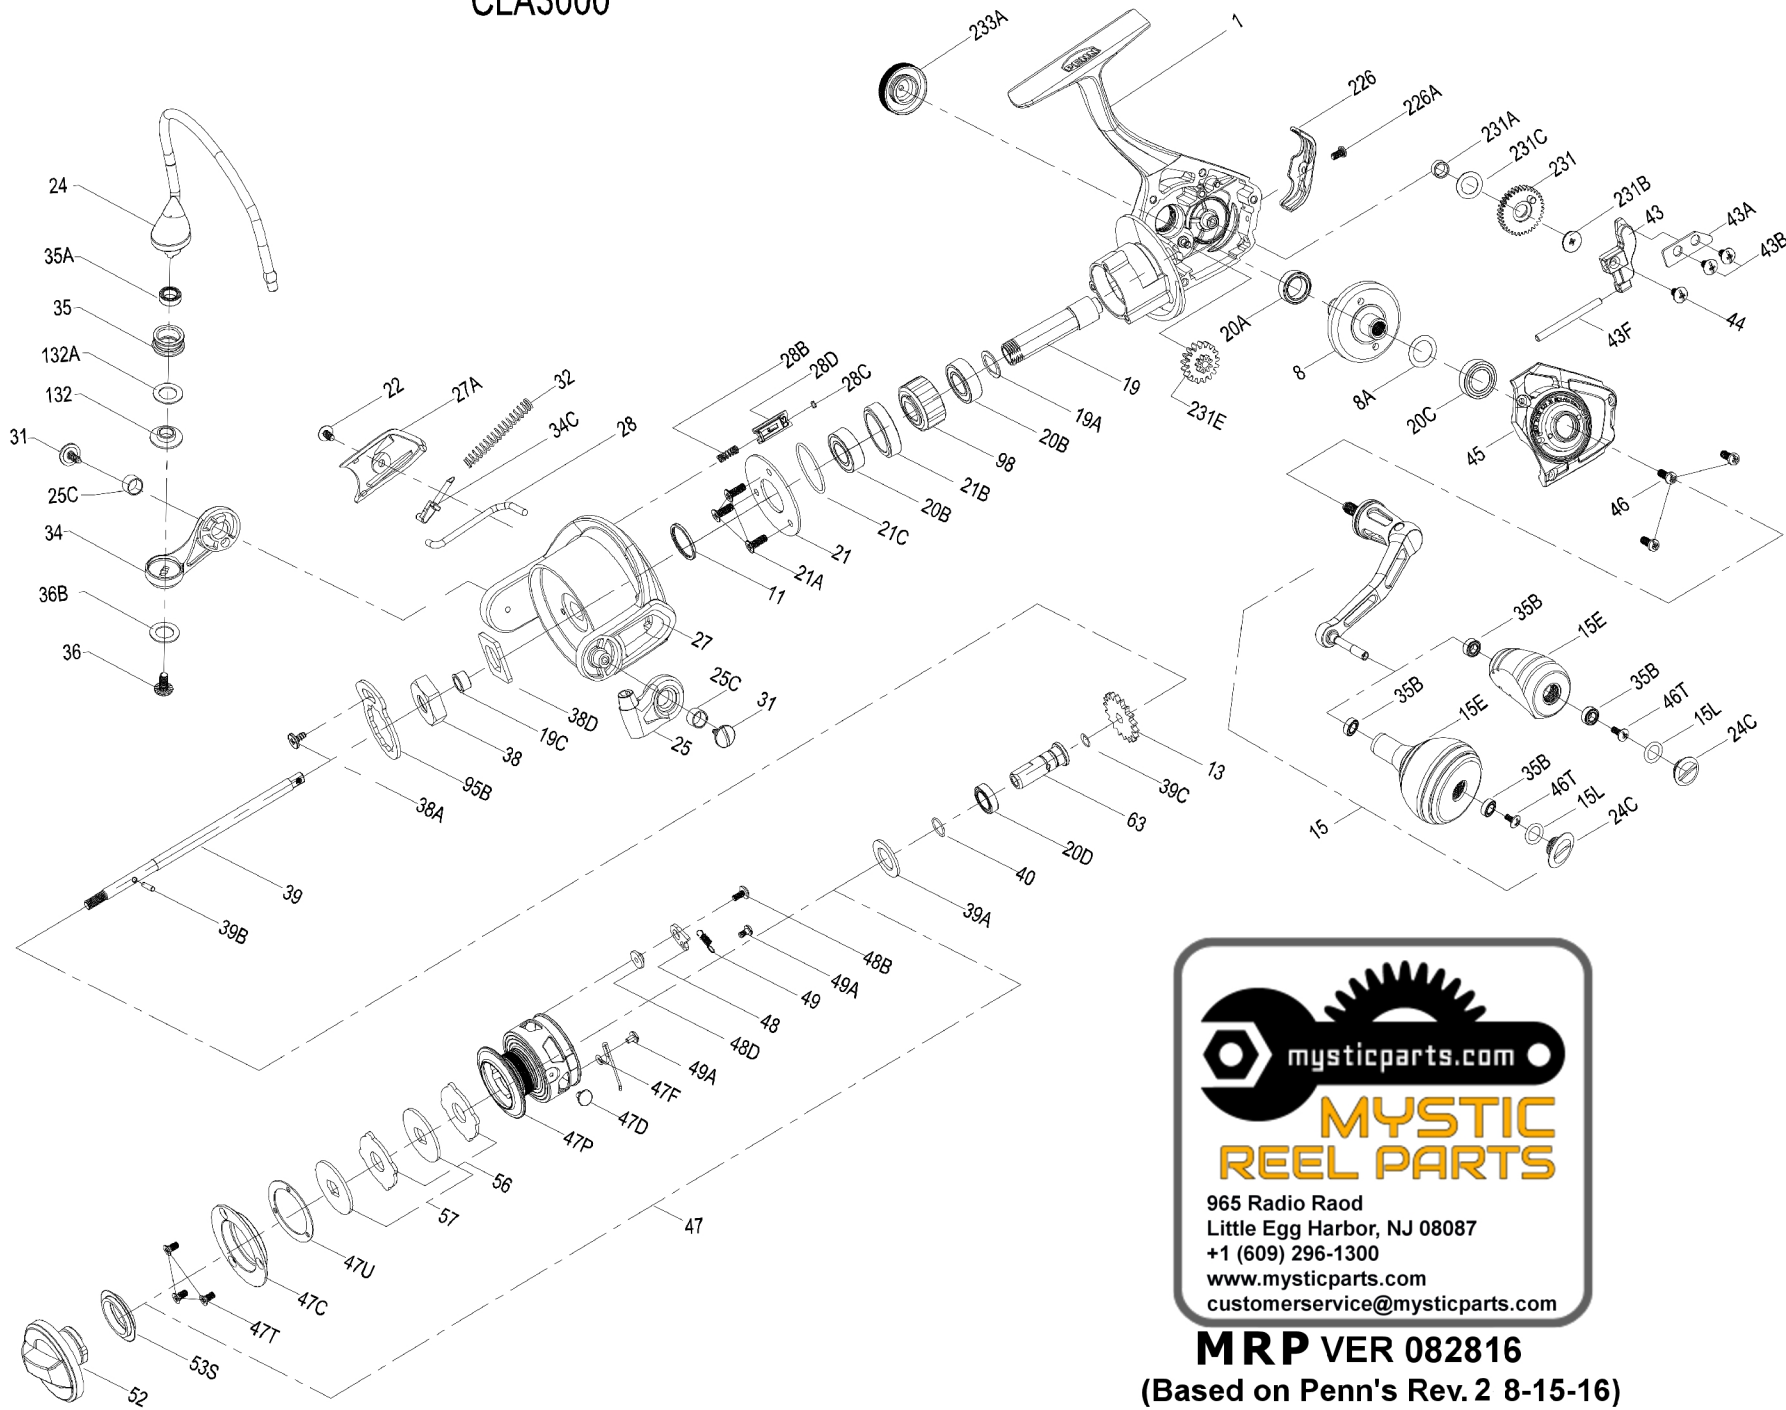 CLA3000
233A
1
226
226A
231A
231C
231
231B
43
43A
43B
24
35A
35
132A
132
31
25C
34
36B
36
22
27A
32
34C
28
28B
28D
28C
20A
8
8A
20C
45
46
43F
44
19
19A
231E
20B
98
21B
20B
21C
21
21A
11
27
25C
31
25
38D
19C
38
95B
38A
39
39B
35B
15E
35B
15E
35B
46T
15L
24C
35B
46T
15L
24C
15
13
39C
63
20D
40
39A
48B
49A
49
48
48D
49A
47F
47D
47P
56
57
47
47U
47C
47T
53S
52
PENN
mysticparts.com
MYSTIC
REEL PARTS
965 Radio Raod
Little Egg Harbor, NJ 08087
+1 (609) 296-1300
www.mysticparts.com
customerservice@mysticparts.com
MRP VER 082816
(Based on Penn's Rev. 2 8-15-16)